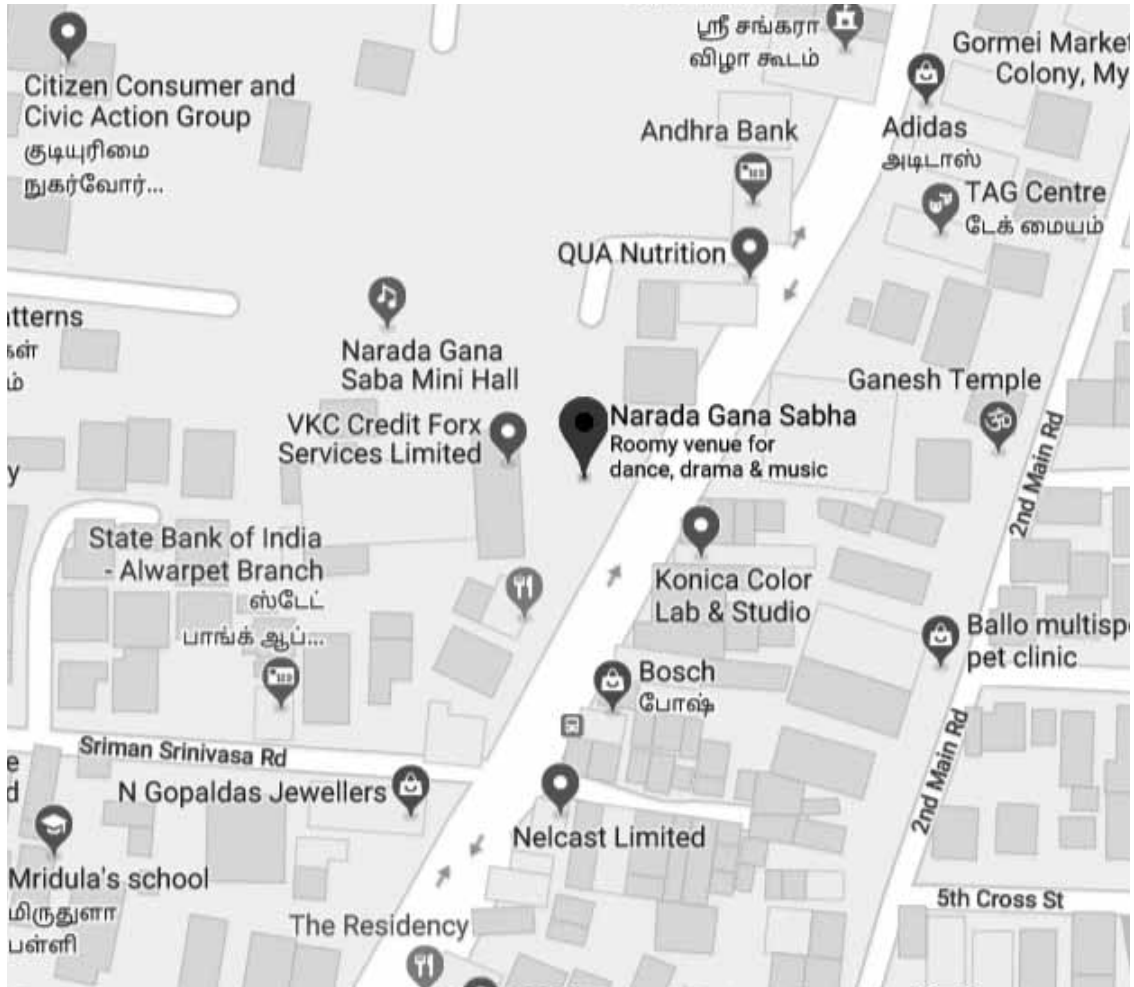 ஸ்ரீ சங்கரா
விழா கூடம்
Gormei Market
Colony, My
Citizen Consumer and
Civic Action Group
குடியுரிமை
நுகர்வோர்...
Andhra Bank
Adidas
அடிடாஸ்
TAG Centre
டேக் மையம்
QUA Nutrition
Narada Gana
Saba Mini Hall
Ganesh Temple
VKC Credit Forx
Services Limited
Narada Gana Sabha
Roomy venue for
dance, drama & music
2nd Main Rd
State Bank of India
- Alwarpet Branch
ஸ்டேட்
பாங்க் ஆப்...
Konica Color
Lab & Studio
Ballo multispe
pet clinic
Bosch
போஷ்
Sriman Srinivasa Rd
N Gopaldas Jewellers
2nd Main Rd
Nelcast Limited
Mridula's school
மிருதுளா
பள்ளி
5th Cross St
The Residency